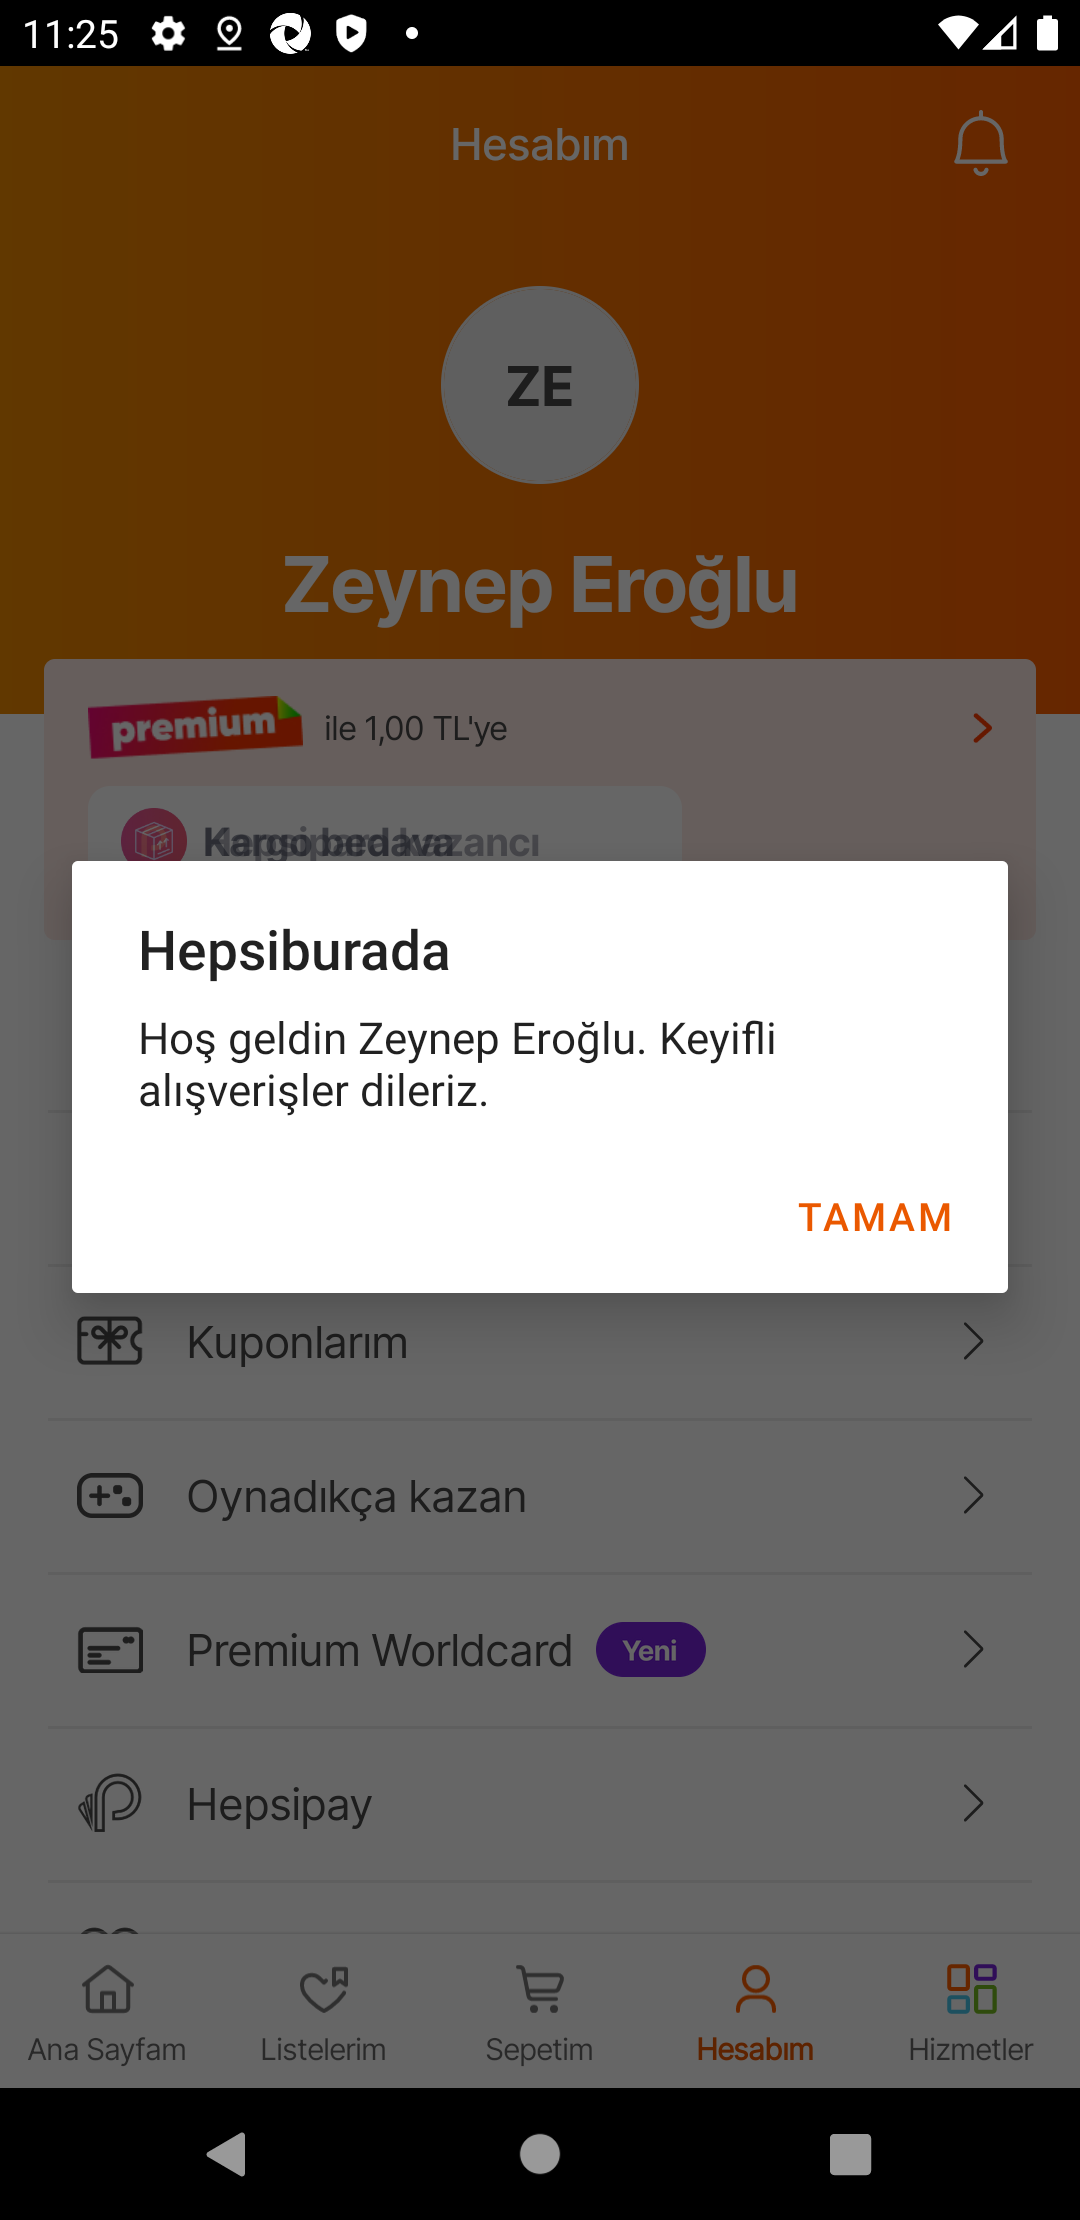 11:25
Hesabım
ZE
Zeynep Eroğlu
premium ile 1,00 TL'ye
Kargo bedava
Hepsiburada
Hoş geldin Zeynep Eroğlu. Keyifli
alışverişler dileriz.
TAMAM
Kuponlarım
Oynadıkça kazan
Premium Worldcard Yeni
Hepsipay
Ana Sayfam Listelerim Sepetim Hesabım Hizmetler